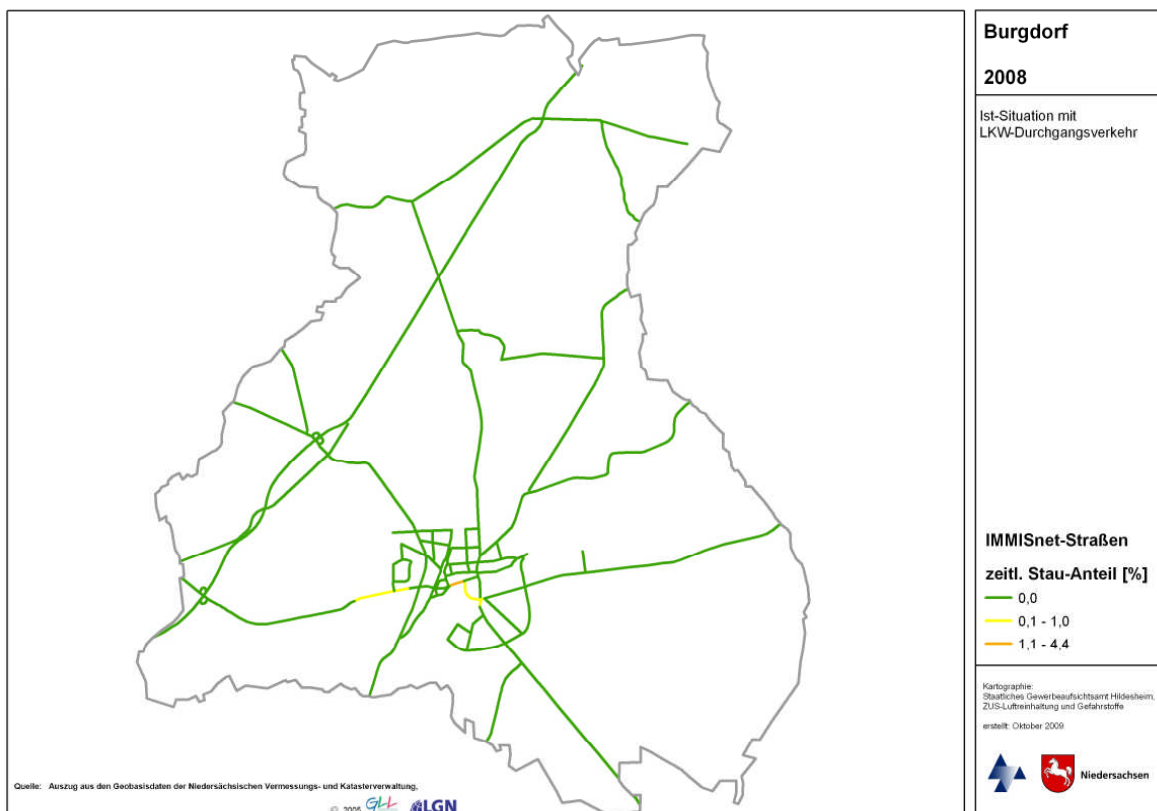 Burgdorf
2008
Ist-Situation mit
LKW-Durchgangsverkehr
IMMISnet-Straßen
zeitl. Stau-Anteil [%]
0,0
0,1 - 1,0
1,1 - 4,4
Kartographie:
Staatliches Gewerbeaufsichtsamt Hildesheim,
ZUS-Luftreinhaltung und Gefahrstoffe
erstellt: Oktober 2009
Niedersachsen
Quelle: Auszug aus den Geobasisdaten der Niedersächsischen Vermessungs- und Katasterverwaltung,
© 2005 GLL LGN